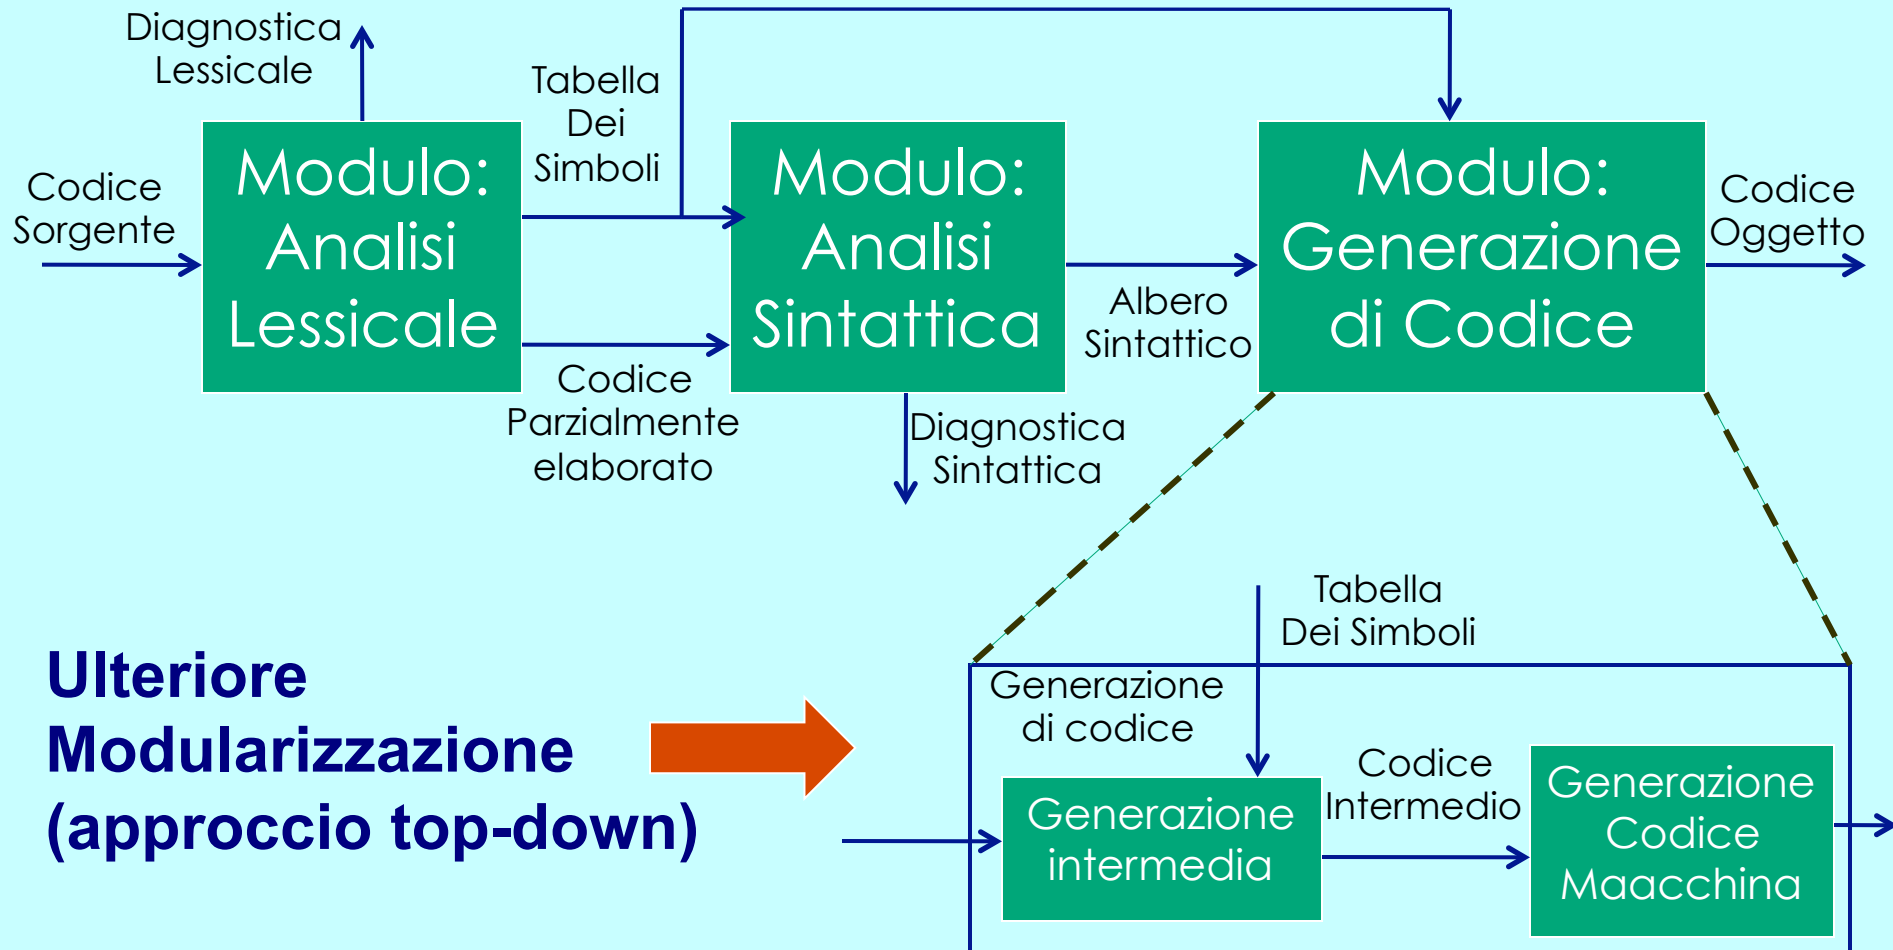 Diagnostica
Lessicale
Tabella
Dei
Simboli
Codice
Sorgente
Modulo:
Analisi
Lessicale
Modulo:
Analisi
Sintattica
Modulo:
Generazione
di Codice
Codice
Oggetto
Albero
Sintattico
Codice
Parzialmente
elaborato
Diagnostica
Sintattica
Ulteriore
Modularizzazione
(approccio top-down)
Tabella
Dei Simboli
Generazione
di codice
Generazione
intermedia
Codice
Intermedio
Generazione
Codice
Maacchina